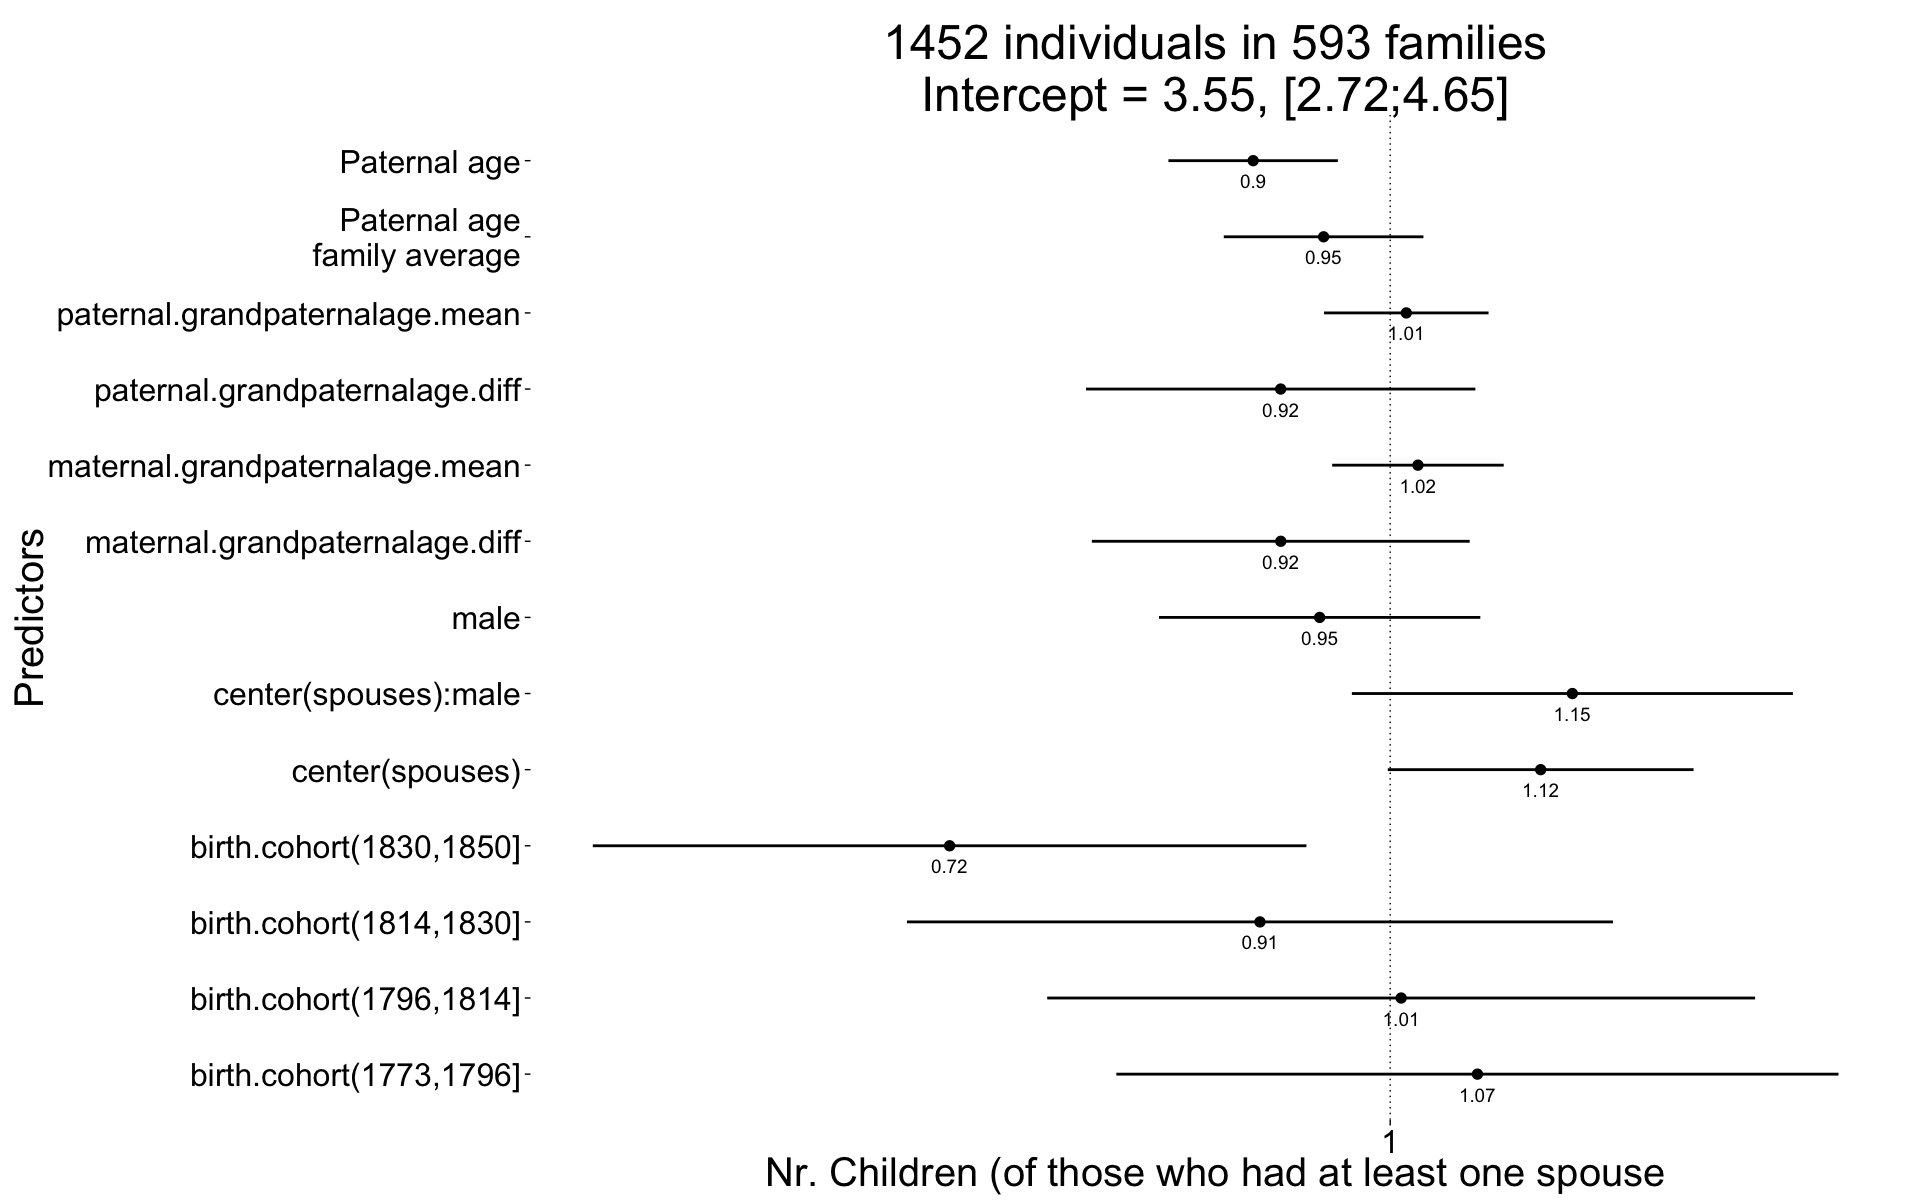 1452 individuals in 593 families
Intercept = 3.55, [2.72;4.65]
Predictors
Paternal age
0.9
Paternal age
family average
0.95
paternal.grandpaternalage.mean
1.01
paternal.grandpaternalage.diff
0.92
maternal.grandpaternalage.mean
1.02
maternal.grandpaternalage.diff
0.92
male
0.95
center(spouses):male
1.15
center(spouses)
1.12
birth.cohort(1830,1850]
0.72
birth.cohort(1814,1830]
0.91
birth.cohort(1796,1814]
1.01
birth.cohort(1773,1796]
1.07
1
Nr. Children (of those who had at least one spouse